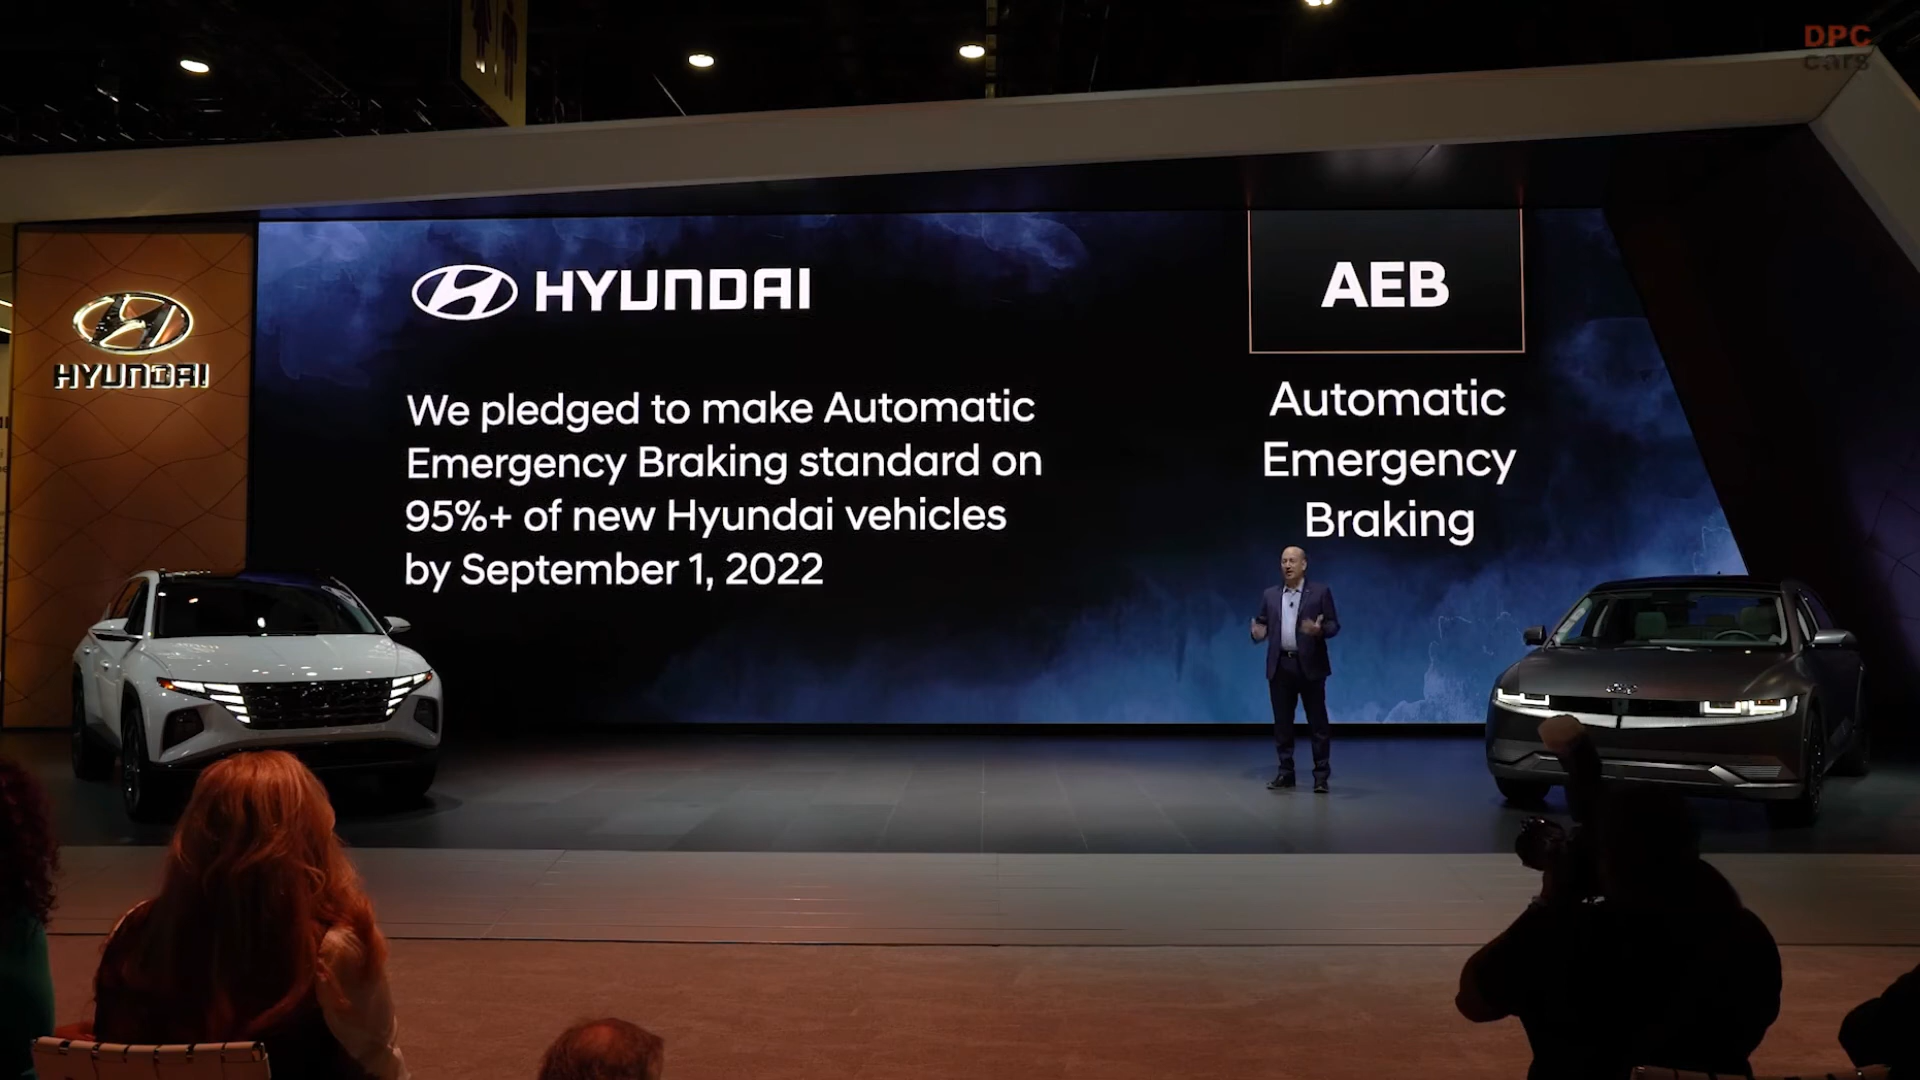 DPC
cars
HYUNDAI
HYUNDAI
We pledged to make Automatic
Emergency Braking standard on
95%+ of new Hyundai vehicles
by September 1, 2022
AEB
Automatic
Emergency
Braking